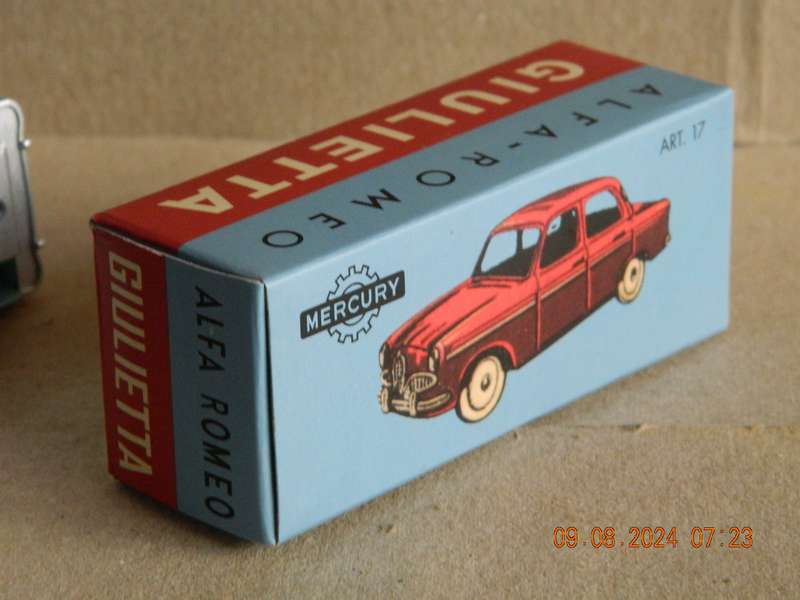 GIULIETTA
ALFA-ROMEO
ART. 17
MERCURY
GIULIETTA
ALFA ROMEO
09.08.2024 07:23